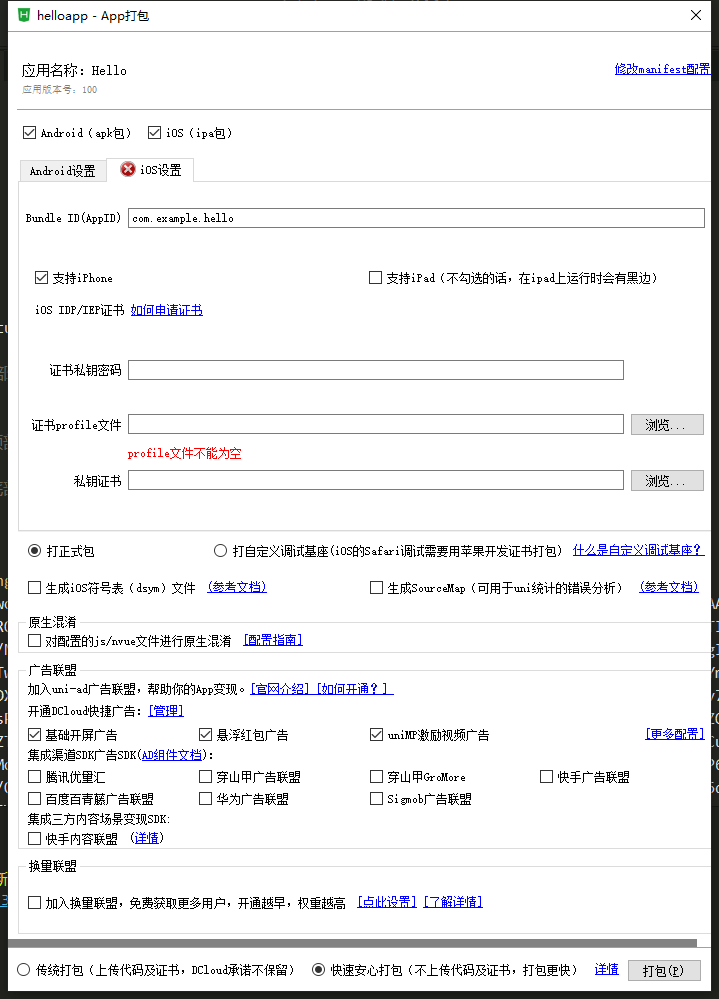 helloapp - App打包
应用名称：Hello
修改manifest配置
应用版本号：100
Android（apk包）
iOS（ipa包）
Android设置
iOS设置
Bundle ID(AppID)
com.example.hello
支持iPhone
支持iPad（不勾选的话，在ipad上运行时会有黑边）
iOS IDP/IEP证书 如何申请证书
证书私钥密码
证书profile文件
浏览...
profile文件不能为空
私钥证书
浏览...
打正式包
打自定义调试基座(iOS的Safari调试需要用苹果开发证书打包) 什么是自定义调试基座？
生成iOS符号表（dsym）文件 (参考文档)
生成SourceMap（可用于uni统计的错误分析） (参考文档)
原生混淆
对配置的js/nvue文件进行原生混淆 [配置指南]
广告联盟
加入uni-ad广告联盟，帮助你的App变现。[官网介绍] [如何开通？]
开通DCloud快捷广告：[管理]
基础开屏广告
悬浮红包广告
uniMP激励视频广告
[更多配置]
集成渠道SDK广告SDK(AD组件文档)：
腾讯优量汇
穿山甲广告联盟
穿山甲GroMore
快手广告联盟
百度百青藤广告联盟
华为广告联盟
Sigmob广告联盟
集成三方内容场景变现SDK:
快手内容联盟 (详情)
换量联盟
加入换量联盟，免费获取更多用户，开通越早，权重越高 [点此设置] [了解详情]
传统打包（上传代码及证书，DCloud承诺不保留）
快速安心打包（不上传代码及证书，打包更快） 详情
打包(P)